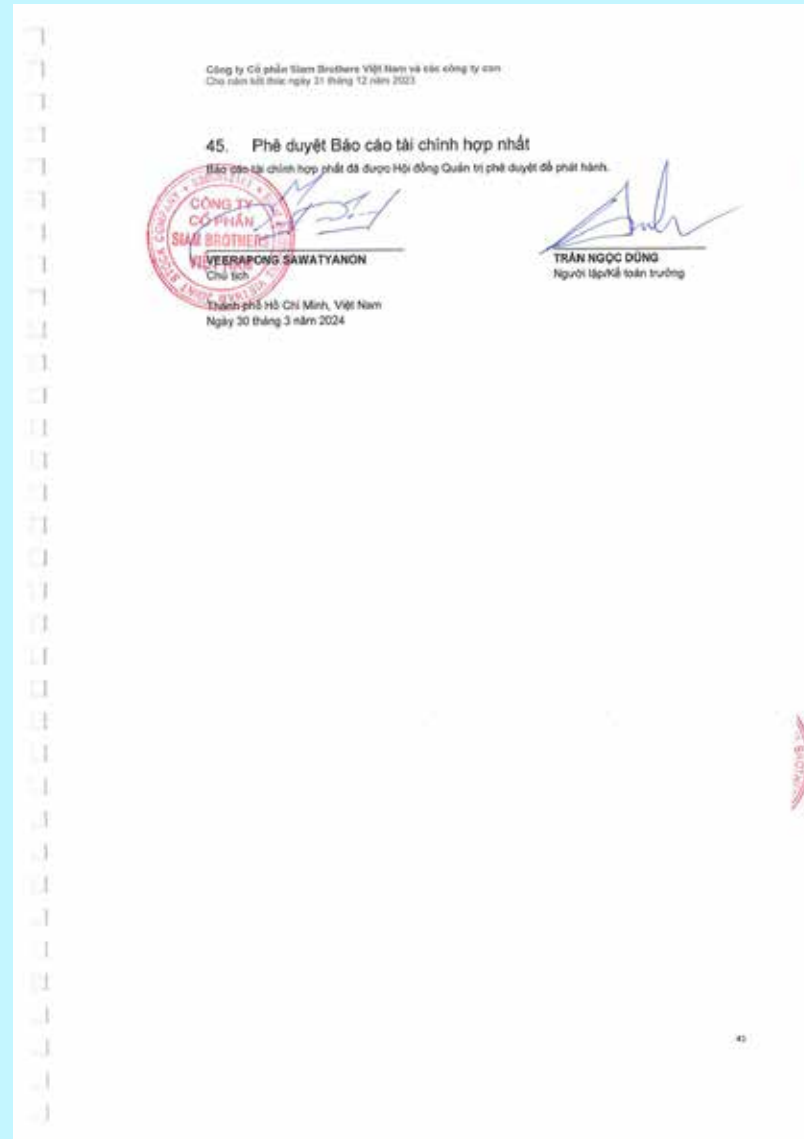 Công ty Cổ phần Siam Brothers Việt Nam và các công ty con
Cho năm kết thúc ngày 31 tháng 12 năm 2023
45. Phê duyệt Báo cáo tài chính hợp nhất
Báo cáo tài chính hợp nhất đã được Hội đồng Quản trị phê duyệt để phát hành.
CÔNG TY
CỔ PHẦN
SIAM BROTHERS
VIỆT NAM
VEERAPONG SAWATYANON
Chủ tịch
TRẦN NGỌC DŨNG
Người lập/Kế toán trưởng
Thành phố Hồ Chí Minh, Việt Nam
Ngày 30 tháng 3 năm 2024
43